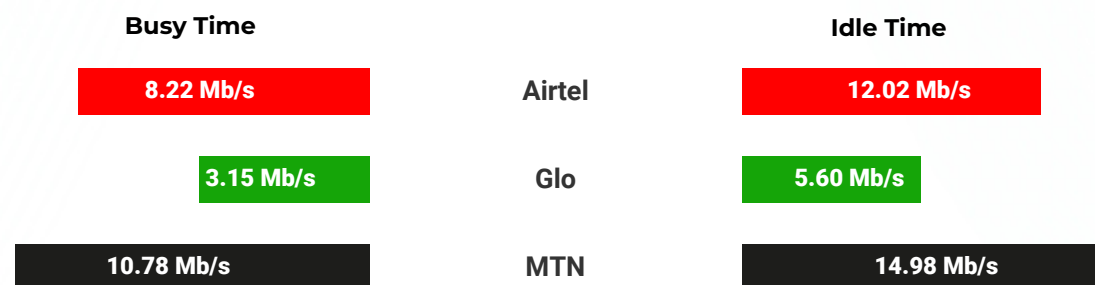 Busy Time
Idle Time
8.22 Mb/s
Airtel
12.02 Mb/s
3.15 Mb/s
Glo
5.60 Mb/s
10.78 Mb/s
MTN
14.98 Mb/s